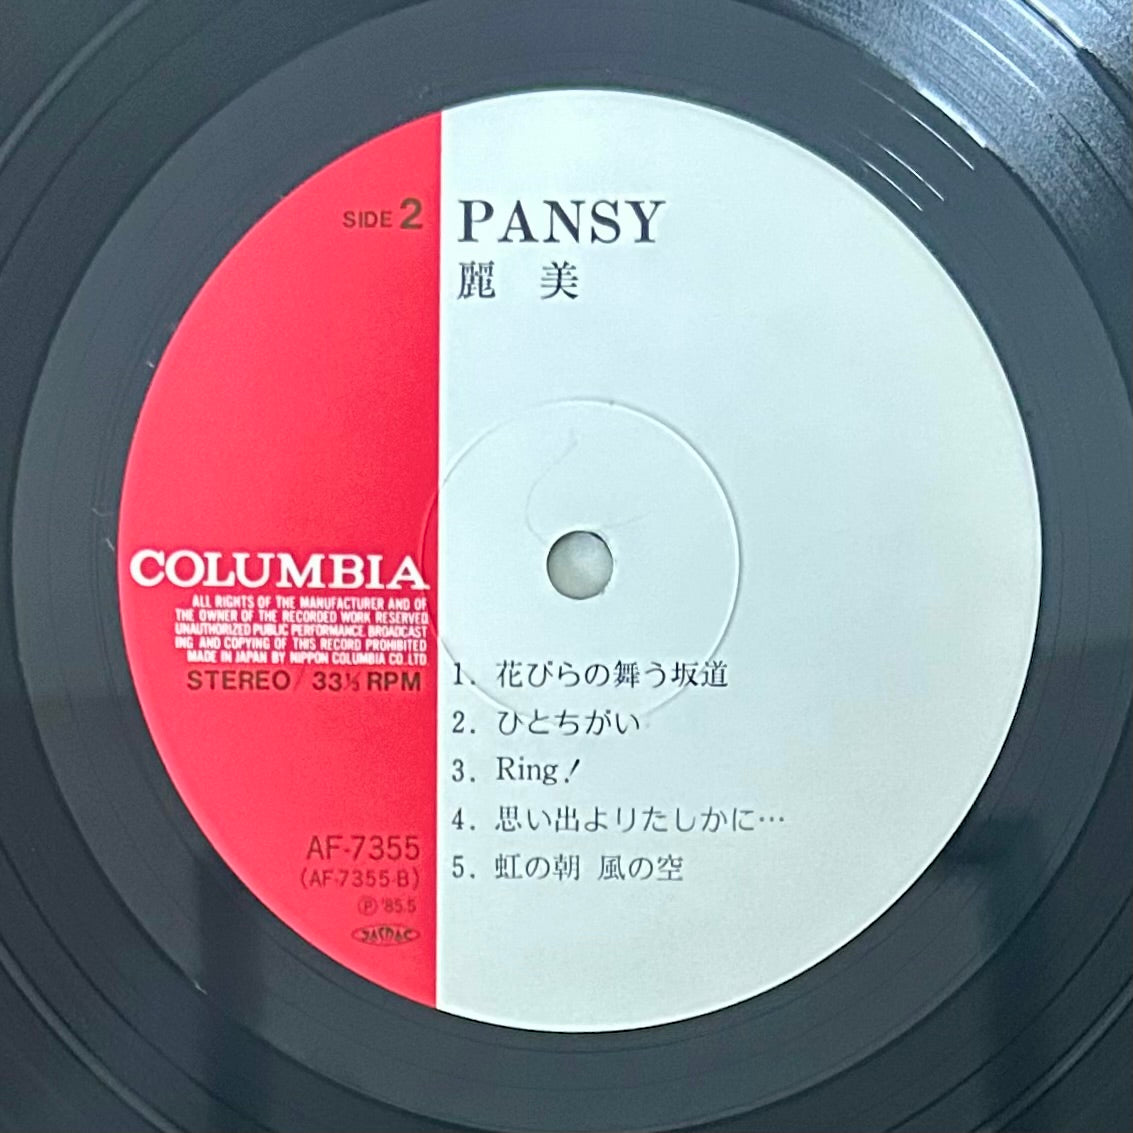 SIDE 2
PANSY
麗 美
COLUMBIA
ALL RIGHTS OF THE MANUFACTURER AND OF
THE OWNER OF THE RECORDED WORK RESERVED
UNAUTHORIZED PUBLIC PERFORMANCE BROADCAST
ING AND COPYING OF THIS RECORD PROHIBITED
MADE IN JAPAN BY NIPPON COLUMBIA CO., LTD
STEREO/33⅓ RPM
1. 花びらの舞う坂道
2. ひとちがい
3. Ring!
4. 思い出よりたしかに…
5. 虹の朝 風の空
AF-7355
(AF-7355-B)
Ⓟ '85.5
JASRAC